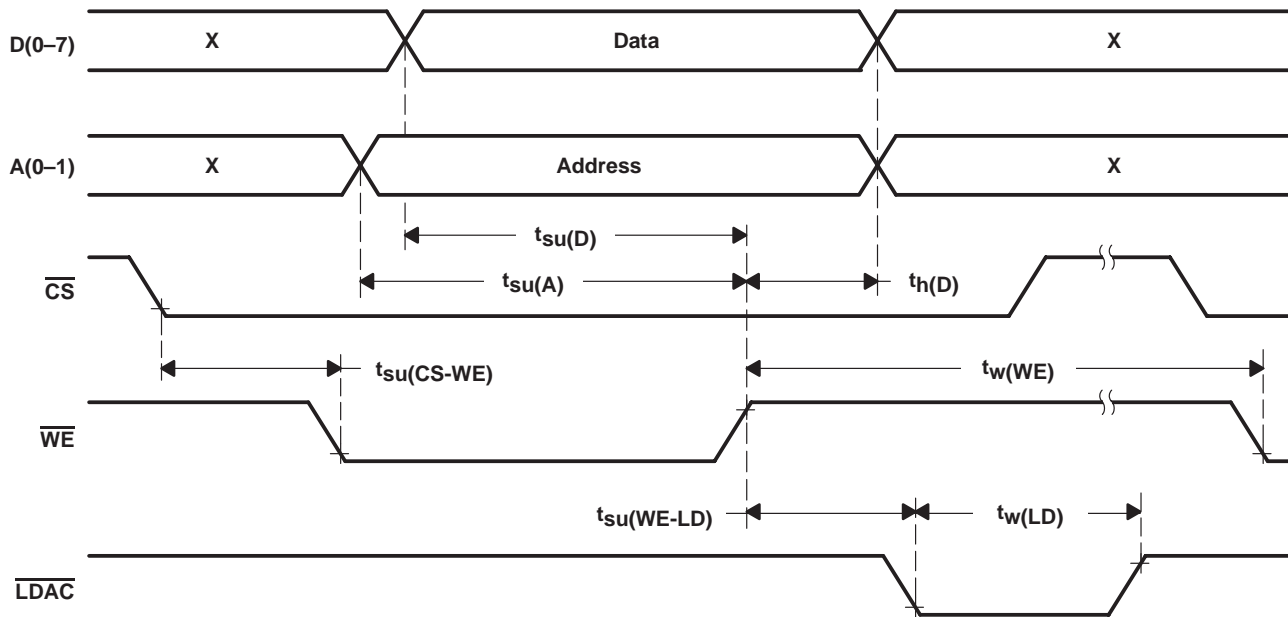 D(0–7) X Data X
A(0–1) X Address X
tsu(D)
CS tsu(A) th(D)
tsu(CS-WE) tw(WE)
WE
tsu(WE-LD) tw(LD)
LDAC